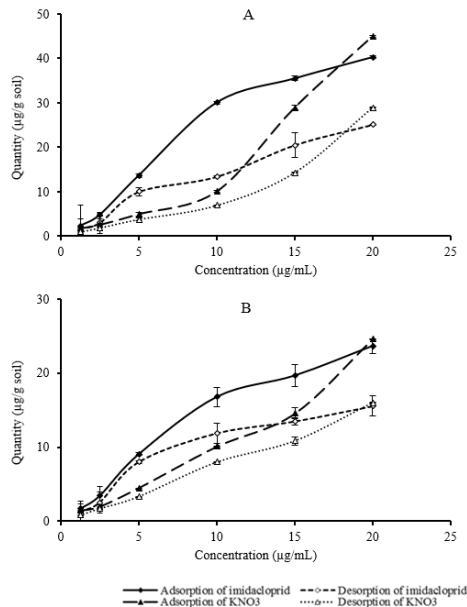 A
50
40
30
20
10
0
Quantity (µg/g soil)
0 5 10 15 20 25
Concentration (µg/mL)
B
30
20
10
0
Quantity (µg/g soil)
0 5 10 15 20 25
Concentration (µg/mL)
Adsorption of imidacloprid Desorption of imidacloprid
Adsorption of KNO3 Desorption of KNO3